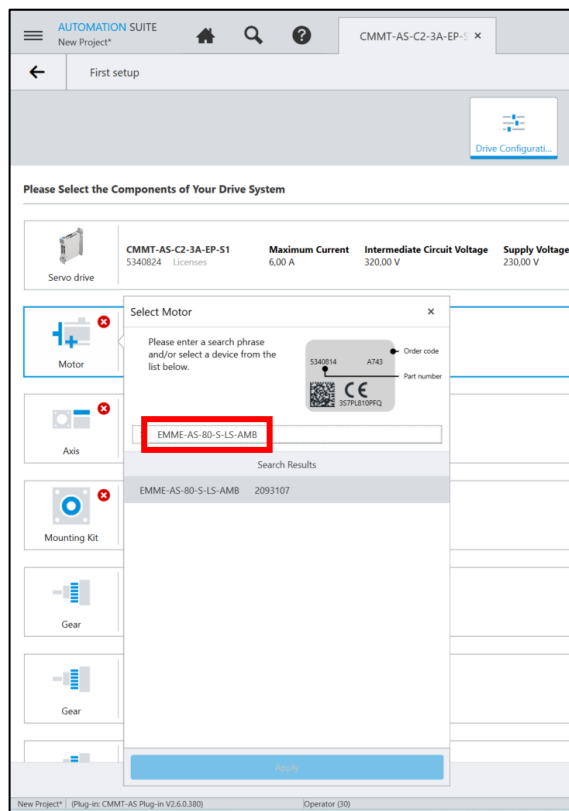 AUTOMATION SUITE
New Project*
CMMT-AS-C2-3A-EP-S
First setup
Drive Configurati...
Please Select the Components of Your Drive System
Servo drive
CMMT-AS-C2-3A-EP-S1
5340824 Licenses
Maximum Current
6,00 A
Intermediate Circuit Voltage
320,00 V
Supply Voltage
230,00 V
Motor
Axis
Mounting Kit
Gear
Gear
Select Motor
Please enter a search phrase
and/or select a device from the
list below.
5340814 A743
3S7PL810PFQ
Order code
Part number
EMME-AS-80-S-LS-AMB
Search Results
EMME-AS-80-S-LS-AMB 2093107
Apply
New Project* (Plug-in: CMMT-AS Plug-in V2.6.0.380) Operator (30)